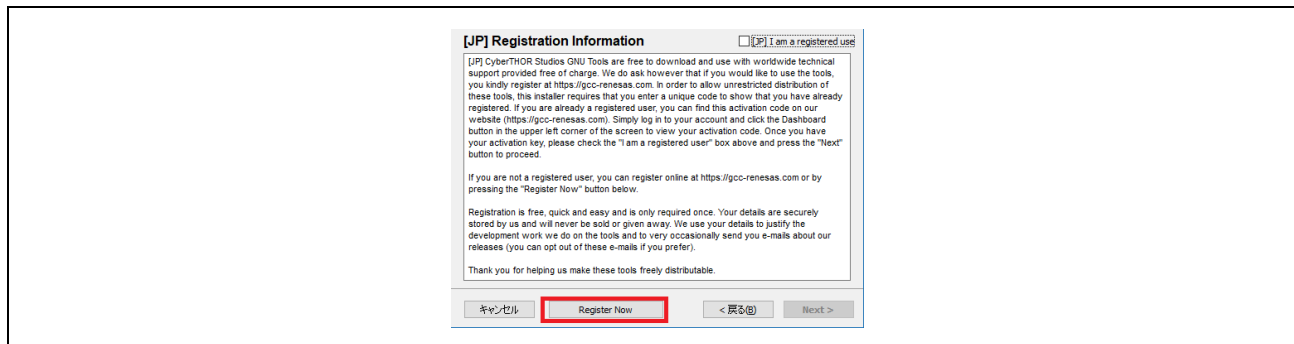 [JP] Registration Information
[JP] I am a registered use
[JP] CyberTHOR Studios GNU Tools are free to download and use with worldwide technical
support provided free of charge. We do ask however that if you would like to use the tools,
you kindly register at https://gcc-renesas.com. In order to allow unrestricted distribution of
these tools, this installer requires that you enter a unique code to show that you have already
registered. If you are already a registered user, you can find this activation code on our
website (https://gcc-renesas.com). Simply log in to your account and click the Dashboard
button in the upper left corner of the screen to view your activation code. Once you have
your activation key, please check the "I am a registered user" box above and press the "Next"
button to proceed.
If you are not a registered user, you can register online at https://gcc-renesas.com or by
pressing the "Register Now" button below.
Registration is free, quick and easy and is only required once. Your details are securely
stored by us and will never be sold or given away. We use your details to justify the
development work we do on the tools and to very occasionally send you e-mails about our
releases (you can opt out of these e-mails if you prefer).
Thank you for helping us make these tools freely distributable.
キャンセル
Register Now
< 戻る(B)
Next >